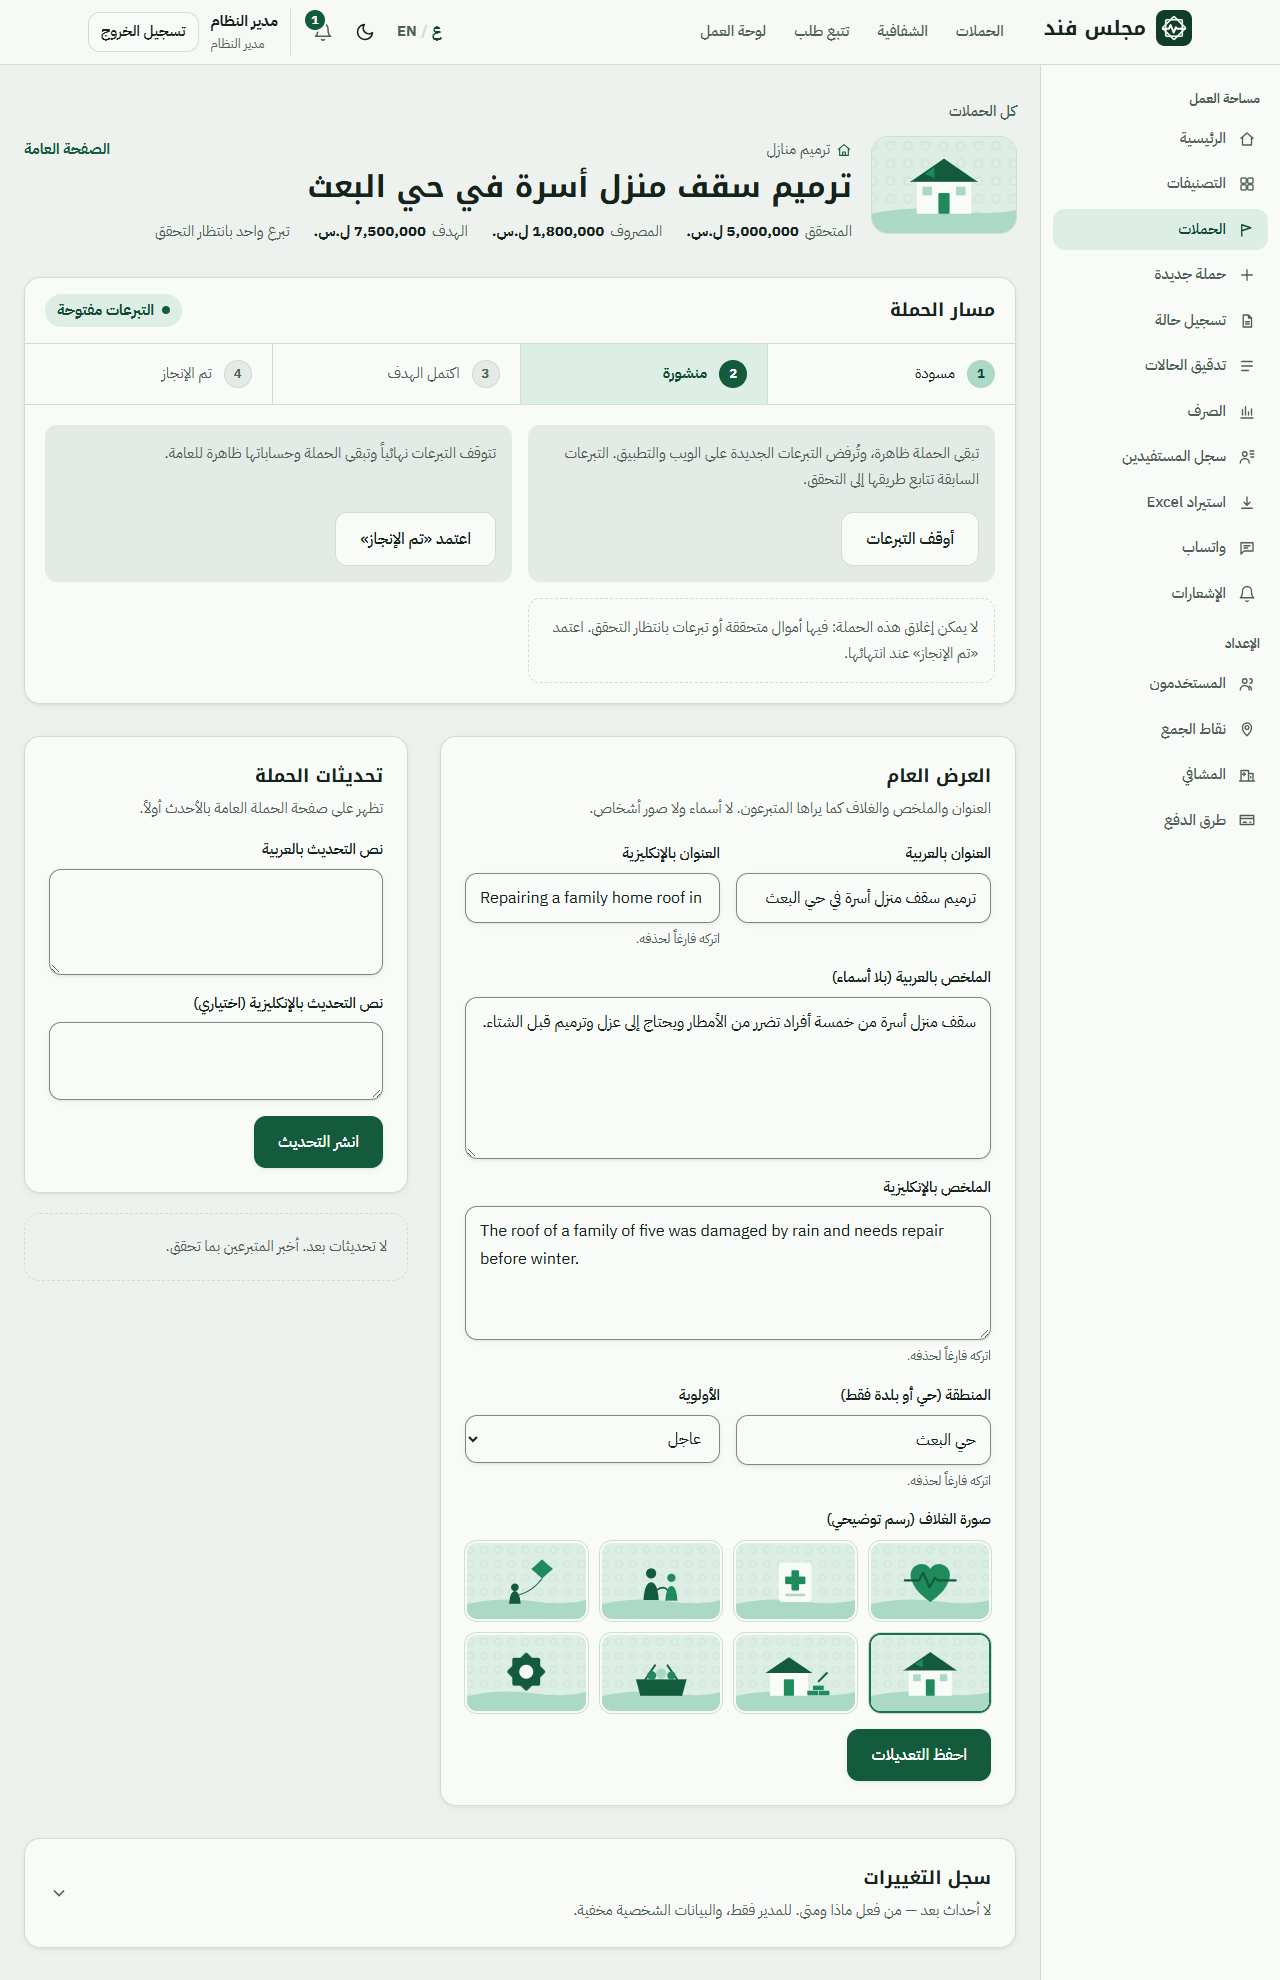 مجلس فند
الحملات
الشفافية
تتبع طلب
لوحة العمل
ع / EN
1
مدير النظام
مدير النظام
تسجيل الخروج
مساحة العمل
الرئيسية
التصنيفات
الحملات
حملة جديدة
تسجيل حالة
تدقيق الحالات
الصرف
سجل المستفيدين
استيراد Excel
واتساب
الإشعارات
الإعداد
المستخدمون
نقاط الجمع
المشافي
طرق الدفع
كل الحملات
ترميم منازل
الصفحة العامة
ترميم سقف منزل أسرة في حي البعث
المتحقق 5,000,000 ل.س. المصروف 1,800,000 ل.س. الهدف 7,500,000 ل.س. تبرع واحد بانتظار التحقق
مسار الحملة
التبرعات مفتوحة
1 مسودة
2 منشورة
3 اكتمل الهدف
4 تم الإنجاز
تبقى الحملة ظاهرة، وتُرفض التبرعات الجديدة على الويب والتطبيق. التبرعات
السابقة تتابع طريقها إلى التحقق.
أوقف التبرعات
تتوقف التبرعات نهائياً وتبقى الحملة وحساباتها ظاهرة للعامة.
اعتمد «تم الإنجاز»
لا يمكن إغلاق هذه الحملة: فيها أموال متحققة أو تبرعات بانتظار التحقق. اعتمد
«تم الإنجاز» عند انتهائها.
العرض العام
العنوان والملخص والغلاف كما يراها المتبرعون. لا أسماء ولا صور أشخاص.
العنوان بالعربية
ترميم سقف منزل أسرة في حي البعث
العنوان بالإنكليزية
Repairing a family home roof in
اتركه فارغاً لحذفه.
الملخص بالعربية (بلا أسماء)
سقف منزل أسرة من خمسة أفراد تضرر من الأمطار ويحتاج إلى عزل وترميم قبل الشتاء.
الملخص بالإنكليزية
The roof of a family of five was damaged by rain and needs repair
before winter.
اتركه فارغاً لحذفه.
المنطقة (حي أو بلدة فقط)
حي البعث
اتركه فارغاً لحذفه.
الأولوية
عاجل
صورة الغلاف (رسم توضيحي)
احفظ التعديلات
تحديثات الحملة
تظهر على صفحة الحملة العامة بالأحدث أولاً.
نص التحديث بالعربية
نص التحديث بالإنكليزية (اختياري)
انشر التحديث
لا تحديثات بعد. أخبر المتبرعين بما تحقق.
سجل التغييرات
لا أحداث بعد — من فعل ماذا ومتى. للمدير فقط، والبيانات الشخصية مخفية.